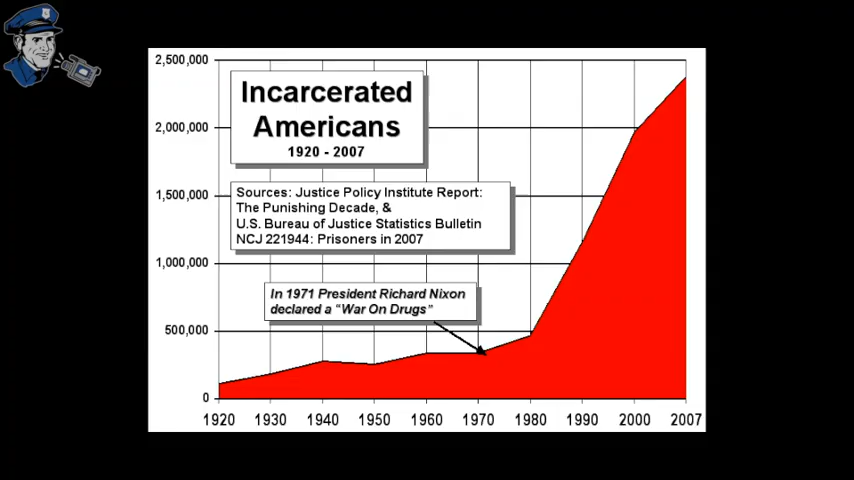 2,500,000
2,000,000
1,500,000
1,000,000
500,000
0
Incarcerated
Americans
1920 - 2007
Sources: Justice Policy Institute Report:
The Punishing Decade, &
U.S. Bureau of Justice Statistics Bulletin
NCJ 221944: Prisoners in 2007
In 1971 President Richard Nixon
declared a “War On Drugs”
1920 1930 1940 1950 1960 1970 1980 1990 2000 2007